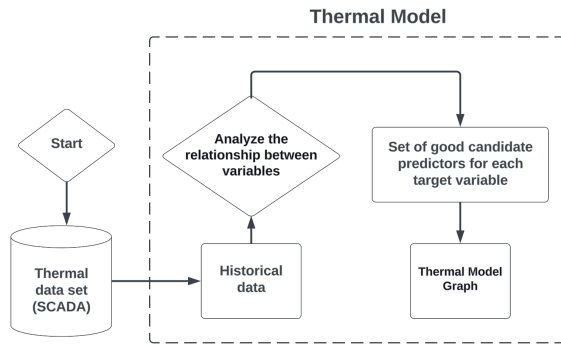 Thermal Model
Start
Analyze the
relationship between
variables
Set of good candidate
predictors for each
target variable
Thermal
data set
(SCADA)
Historical
data
Thermal Model
Graph